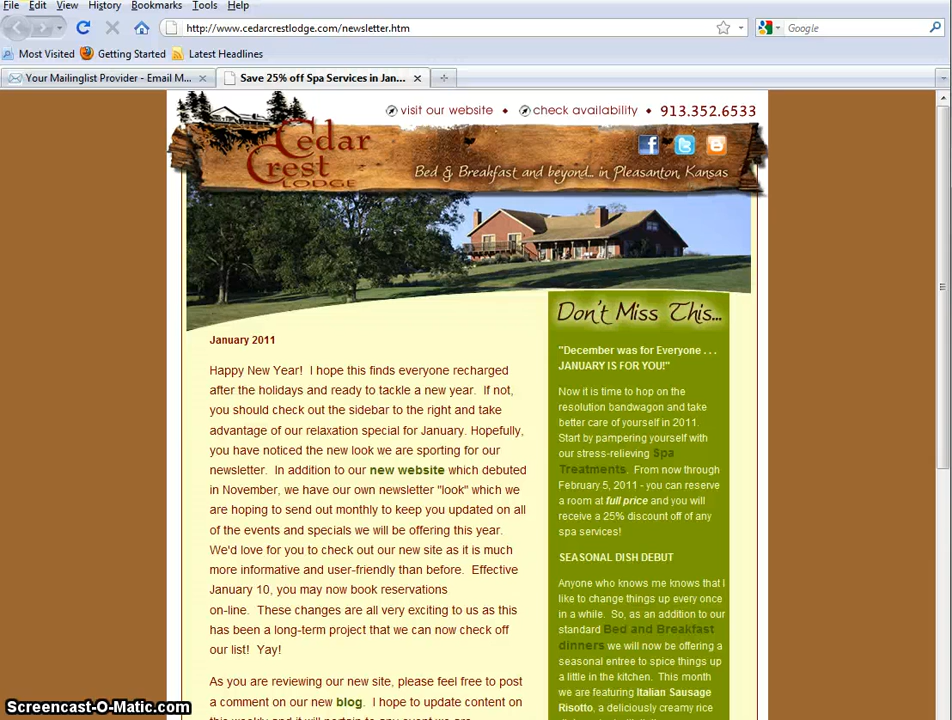 File Edit View History Bookmarks Tools Help
http://www.cedarcrestlodge.com/newsletter.htm
Google
Most Visited Getting Started Latest Headlines
Your Mailinglist Provider - Email M...
Save 25% off Spa Services in Jan...
visit our website check availability 913.352.6533
Cedar
Crest
LODGE
Bed & Breakfast and beyond... in Pleasanton, Kansas
January 2011
Happy New Year! I hope this finds everyone recharged
after the holidays and ready to tackle a new year. If not,
you should check out the sidebar to the right and take
advantage of our relaxation special for January. Hopefully,
you have noticed the new look we are sporting for our
newsletter. In addition to our new website which debuted
in November, we have our own newsletter "look" which we
are hoping to send out monthly to keep you updated on all
of the events and specials we will be offering this year.
We'd love for you to check out our new site as it is much
more informative and user-friendly than before. Effective
January 10, you may now book reservations
on-line. These changes are all very exciting to us as this
has been a long-term project that we can now check off
our list! Yay!
As you are reviewing our new site, please feel free to post
a comment on our new blog. I hope to update content on
this weekly and it will pertain to any event we are
Don't Miss This...
"December was for Everyone . . .
JANUARY IS FOR YOU!"
Now it is time to hop on the
resolution bandwagon and take
better care of yourself in 2011.
Start by pampering yourself with
our stress-relieving Spa
Treatments. From now through
February 5, 2011 - you can reserve
a room at full price and you will
receive a 25% discount off of any
spa services!
SEASONAL DISH DEBUT
Anyone who knows me knows that I
like to change things up every once
in a while. So, as an addition to our
standard Bed and Breakfast
dinners we will now be offering a
seasonal entree to spice things up
a little in the kitchen. This month
we are featuring Italian Sausage
Risotto, a deliciously creamy rice
Screencast-O-Matic.com